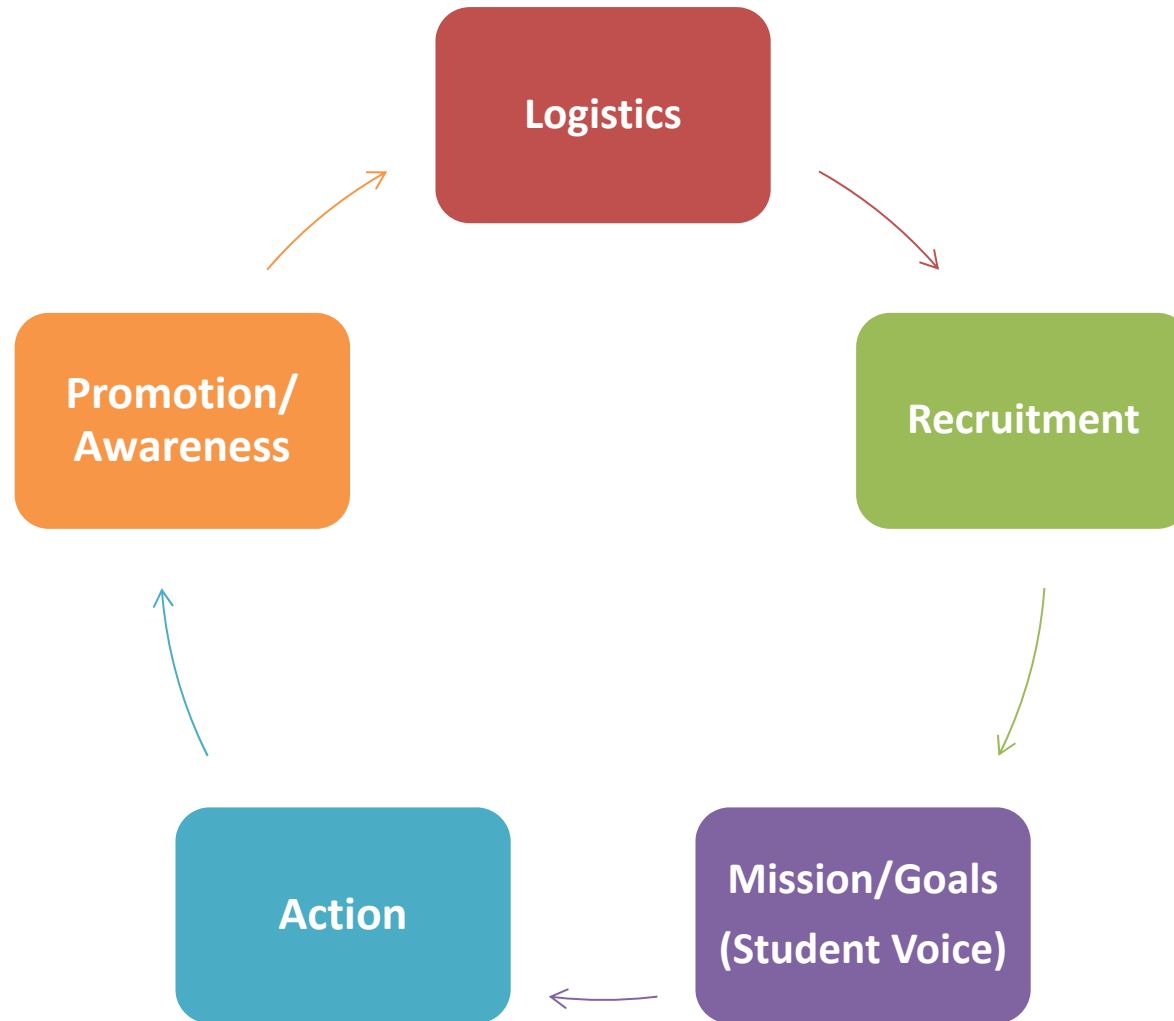 Logistics
Recruitment
Mission/Goals
(Student Voice)
Action
Promotion/
Awareness